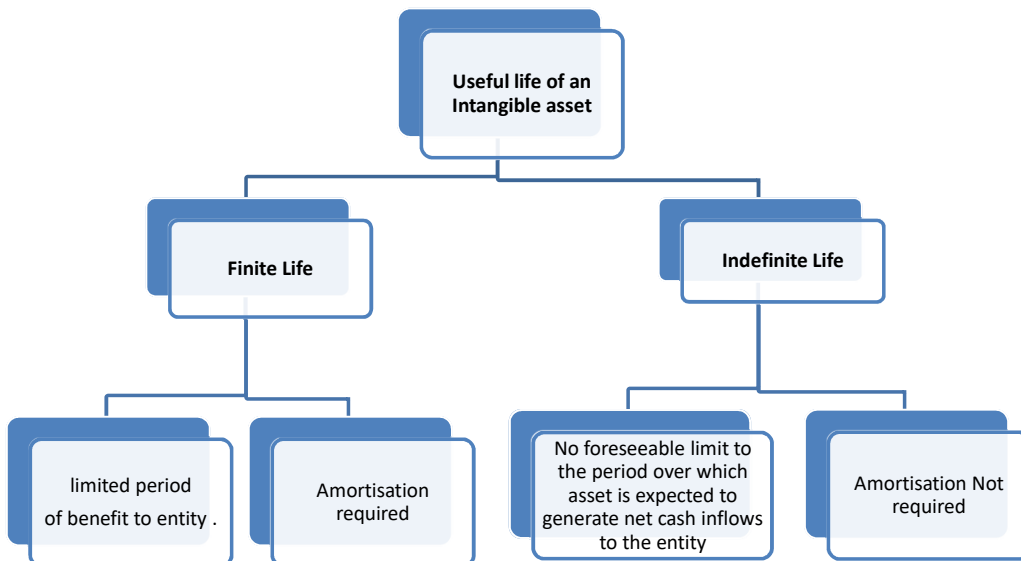 Useful life of an
Intangible asset
Finite Life
Indefinite Life
limited period
of benefit to entity .
Amortisation
required
No foreseeable limit to
the period over which
asset is expected to
generate net cash inflows
to the entity
Amortisation Not
required